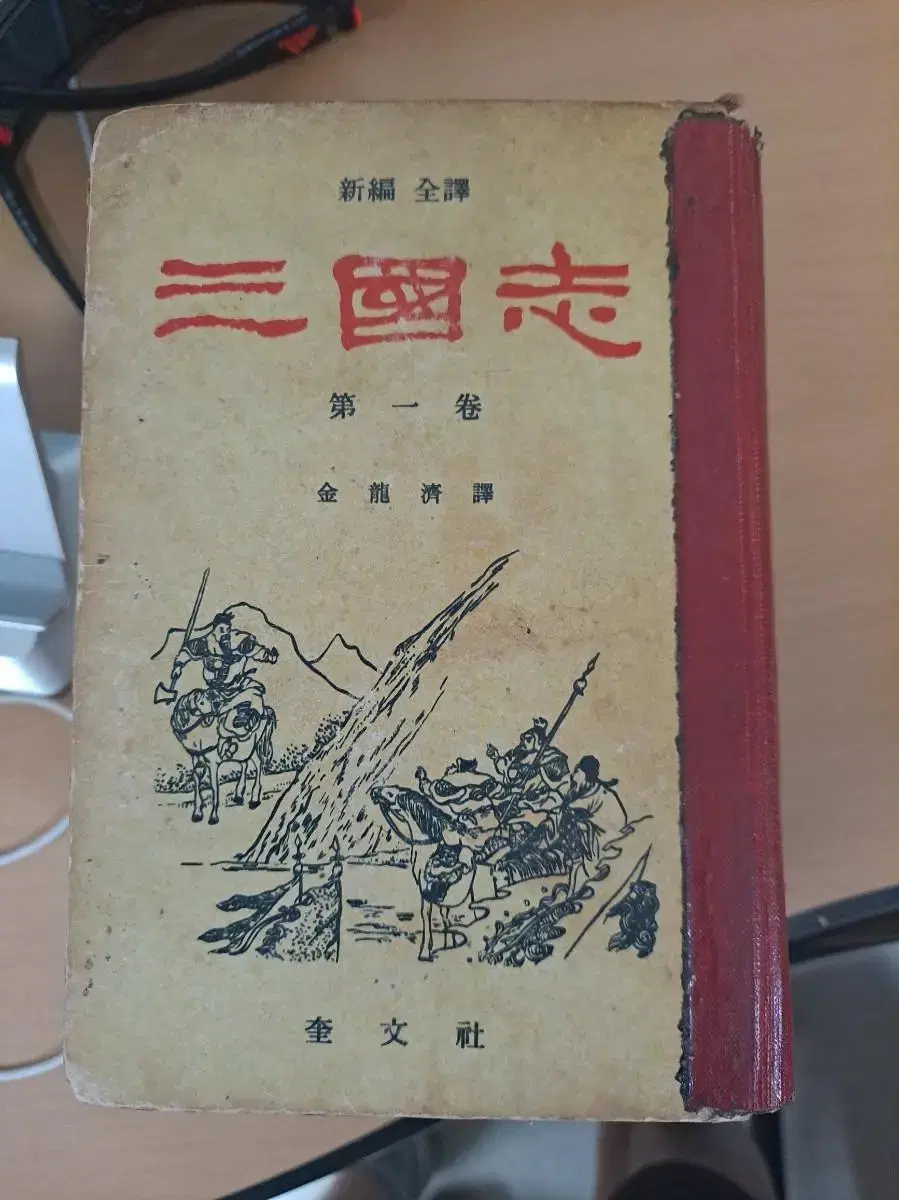 新編 全譯
三國志
第一卷
金龍濟 譯
奎文社